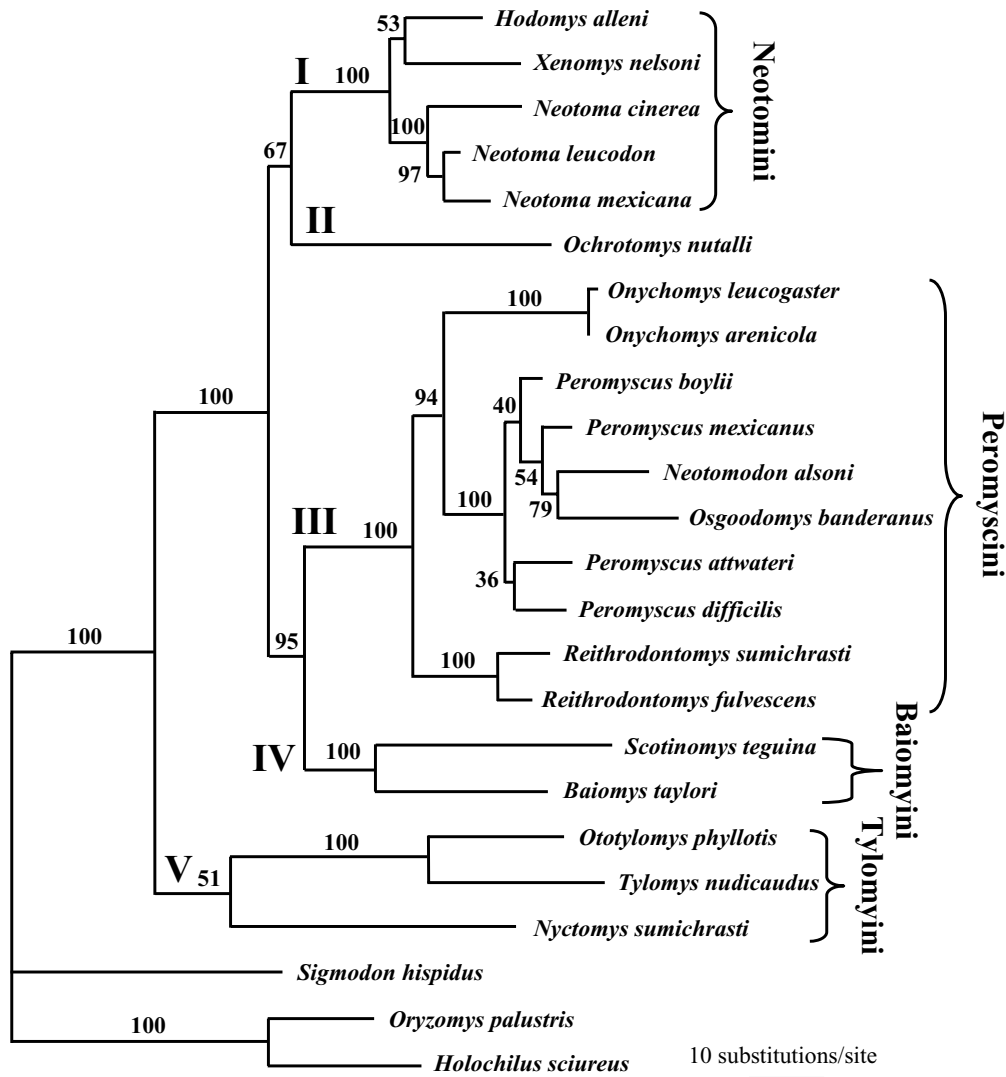 53
Hodomys alleni
I
100
Xenomys nelsoni
Neotomini
100
Neotoma cinerea
67
Neotoma leucodon
97
Neotoma mexicana
II
Ochrotomys nutalli
100
Onychomys leucogaster
Onychomys arenicola
94
40
Peromyscus boylii
100
Peromyscus mexicanus
54
Neotomodon alsoni
100
79
Osgoodomys banderanus
Peromyscini
III
100
36
Peromyscus attwateri
Peromyscus difficilis
100
95
100
Reithrodontomys sumichrasti
Reithrodontomys fulvescens
IV
100
Scotinomys teguina
Baiomys taylori
Baiomyini
100
Ototylomys phyllotis
V
51
Tylomys nudicaudus
Tylomyini
Nyctomys sumichrasti
Sigmodon hispidus
100
Oryzomys palustris
Holochilus sciureus
10 substitutions/site